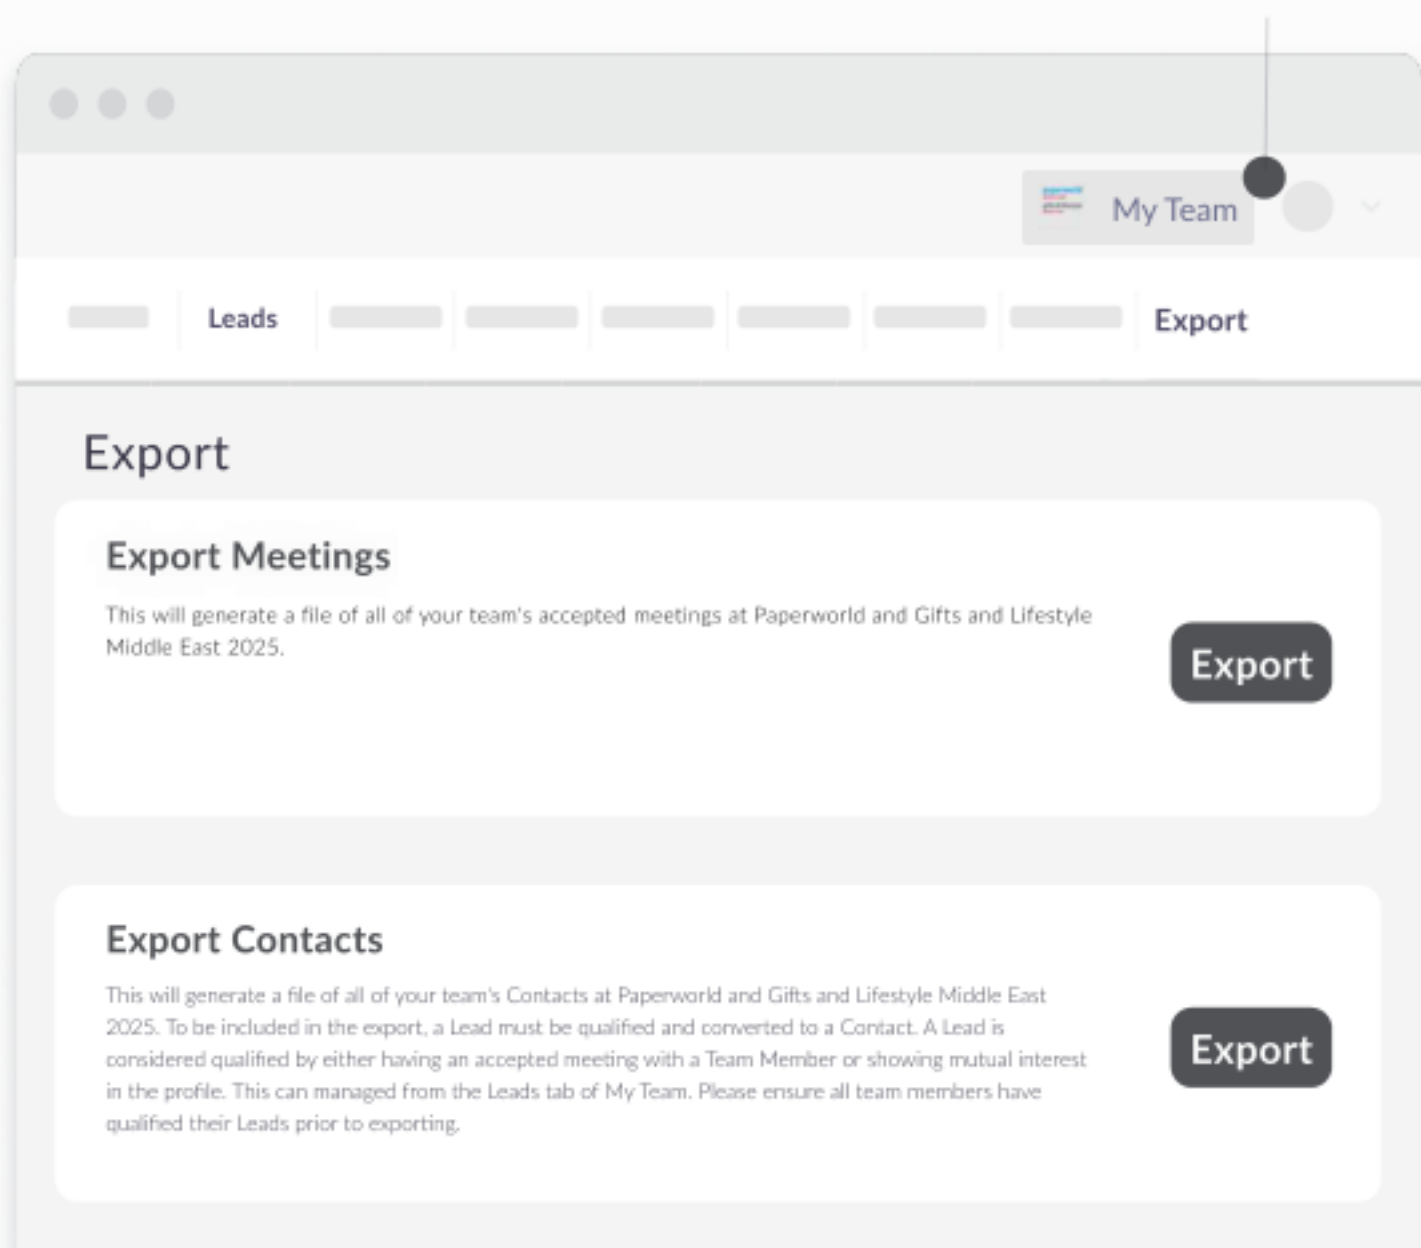 My Team
Leads
Export
Export
Export Meetings
This will generate a file of all of your team's accepted meetings at Paperworld and Gifts and Lifestyle
Middle East 2025.
Export
Export Contacts
This will generate a file of all of your team's Contacts at Paperworld and Gifts and Lifestyle Middle East
2025. To be included in the export, a Lead must be qualified and converted to a Contact. A Lead is
considered qualified by either having an accepted meeting with a Team Member or showing mutual interest
in the profile. This can managed from the Leads tab of My Team. Please ensure all team members have
qualified their Leads prior to exporting.
Export